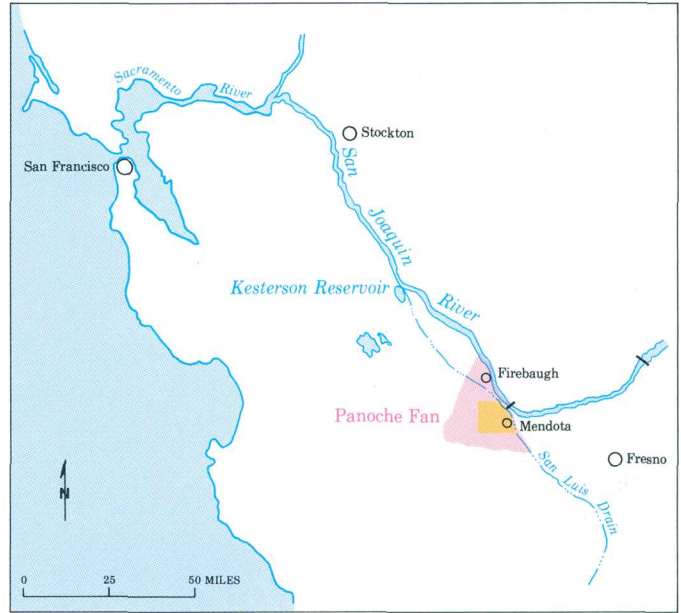 Sacramento River
Stockton
San Francisco
San Joaquin River
Kesterson Reservoir
Firebaugh
Panoche Fan
Mendota
Fresno
San Luis Drain
N
0 25 50 MILES